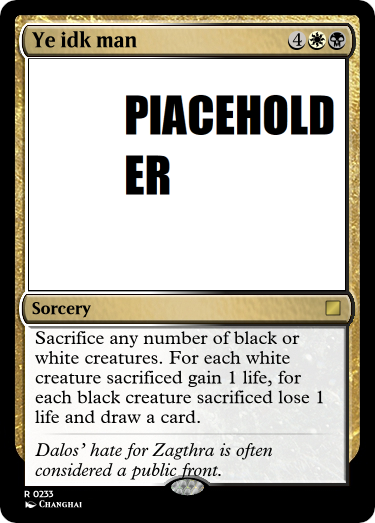 Ye idk man 4
PIACEHOLD
ER
Sorcery
Sacrifice any number of black or
white creatures. For each white
creature sacrificed gain 1 life, for
each black creature sacrificed lose 1
life and draw a card.
Dalos' hate for Zagthra is often
considered a public front.
R 0233
Changhai